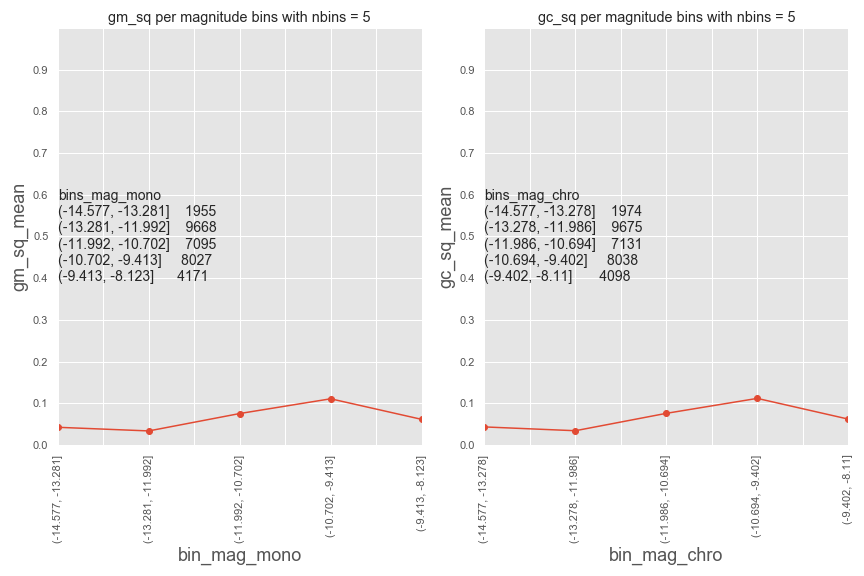 gm_sq per magnitude bins with nbins = 5
0.9
0.8
0.7
0.6
0.5
0.4
0.3
0.2
0.1
0.0
gm_sq_mean
bins_mag_mono
(-14.577, -13.281] 1955
(-13.281, -11.992] 9668
(-11.992, -10.702] 7095
(-10.702, -9.413] 8027
(-9.413, -8.123] 4171
(-14.577, -13.281]
(-13.281, -11.992]
(-11.992, -10.702]
(-10.702, -9.413]
(-9.413, -8.123]
bin_mag_mono
gc_sq per magnitude bins with nbins = 5
0.9
0.8
0.7
0.6
0.5
0.4
0.3
0.2
0.1
0.0
gc_sq_mean
bins_mag_chro
(-14.577, -13.278] 1974
(-13.278, -11.986] 9675
(-11.986, -10.694] 7131
(-10.694, -9.402] 8038
(-9.402, -8.11] 4098
(-14.577, -13.278]
(-13.278, -11.986]
(-11.986, -10.694]
(-10.694, -9.402]
(-9.402, -8.11]
bin_mag_chro